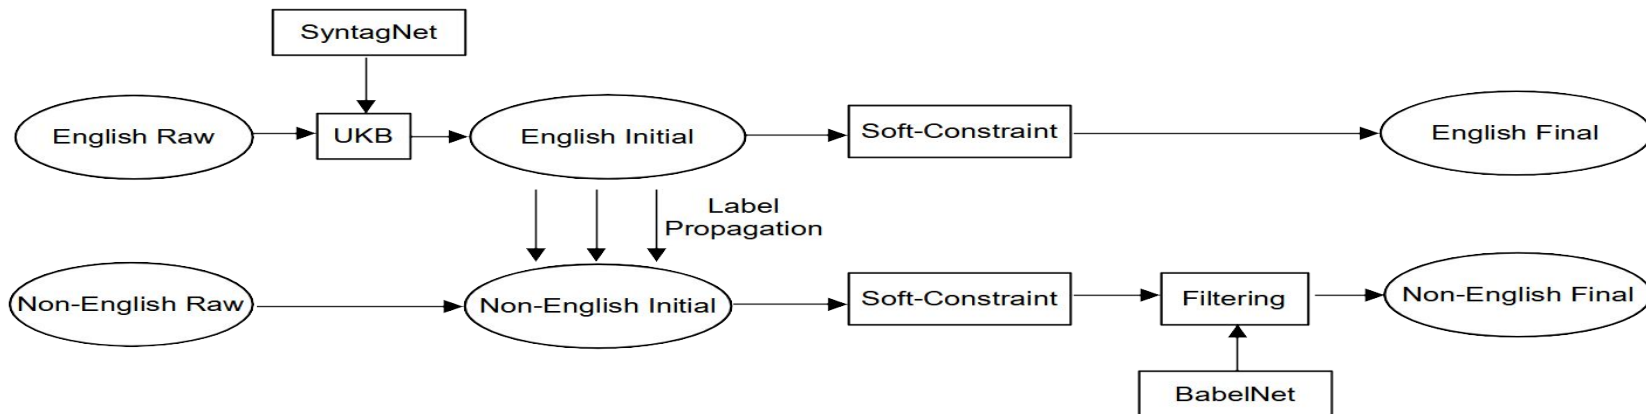 SyntagNet
English Raw
UKB
English Initial
Soft-Constraint
English Final
Label
Propagation
Non-English Raw
Non-English Initial
Soft-Constraint
Filtering
Non-English Final
BabelNet